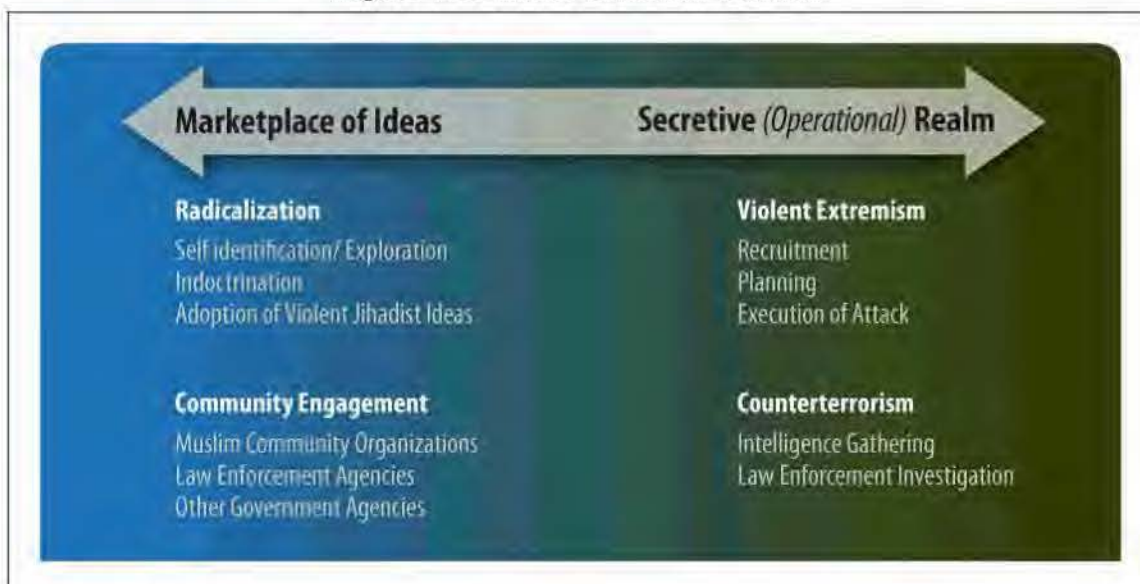 Marketplace of Ideas
Secretive (Operational) Realm
Radicalization
Self identification/ Exploration
Indoctrination
Adoption of Violent Jihadist Ideas
Violent Extremism
Recruitment
Planning
Execution of Attack
Community Engagement
Muslim Community Organizations
Law Enforcement Agencies
Other Government Agencies
Counterterrorism
Intelligence Gathering
Law Enforcement Investigation